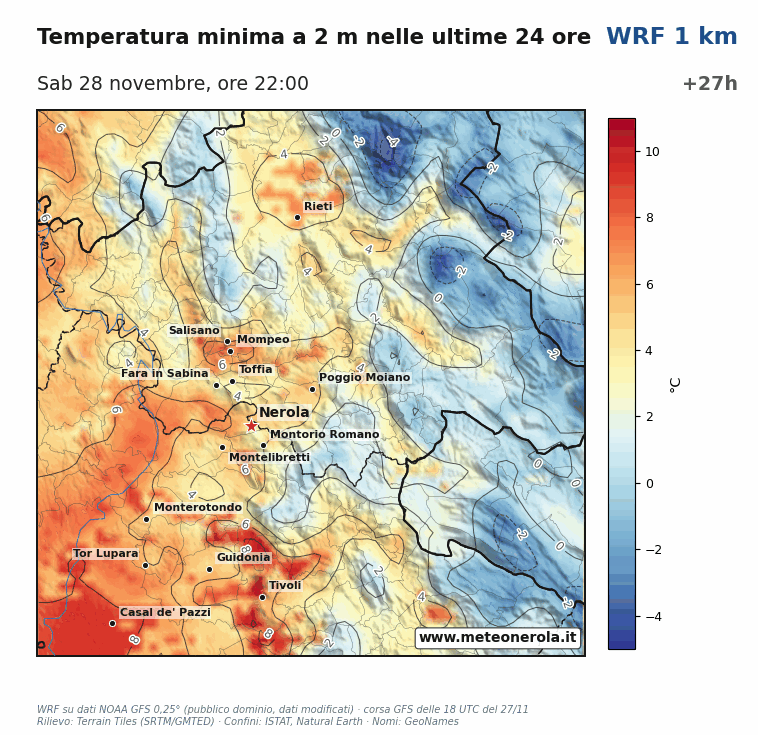 Temperatura minima a 2 m nelle ultime 24 ore WRF 1 km
Sab 28 novembre, ore 22:00 +27h
Rieti
Salisano
Mompeo
Fara in Sabina
Toffia
Poggio Moiano
Nerola
Montorio Romano
Montelibretti
Monterotondo
Tor Lupara
Guidonia
Tivoli
Casal de' Pazzi
www.meteonerola.it
10
8
6
4
2
0
−2
−4
°C
WRF su dati NOAA GFS 0,25° (pubblico dominio, dati modificati) · corsa GFS delle 18 UTC del 27/11
Rilievo: Terrain Tiles (SRTM/GMTED) · Confini: ISTAT, Natural Earth · Nomi: GeoNames